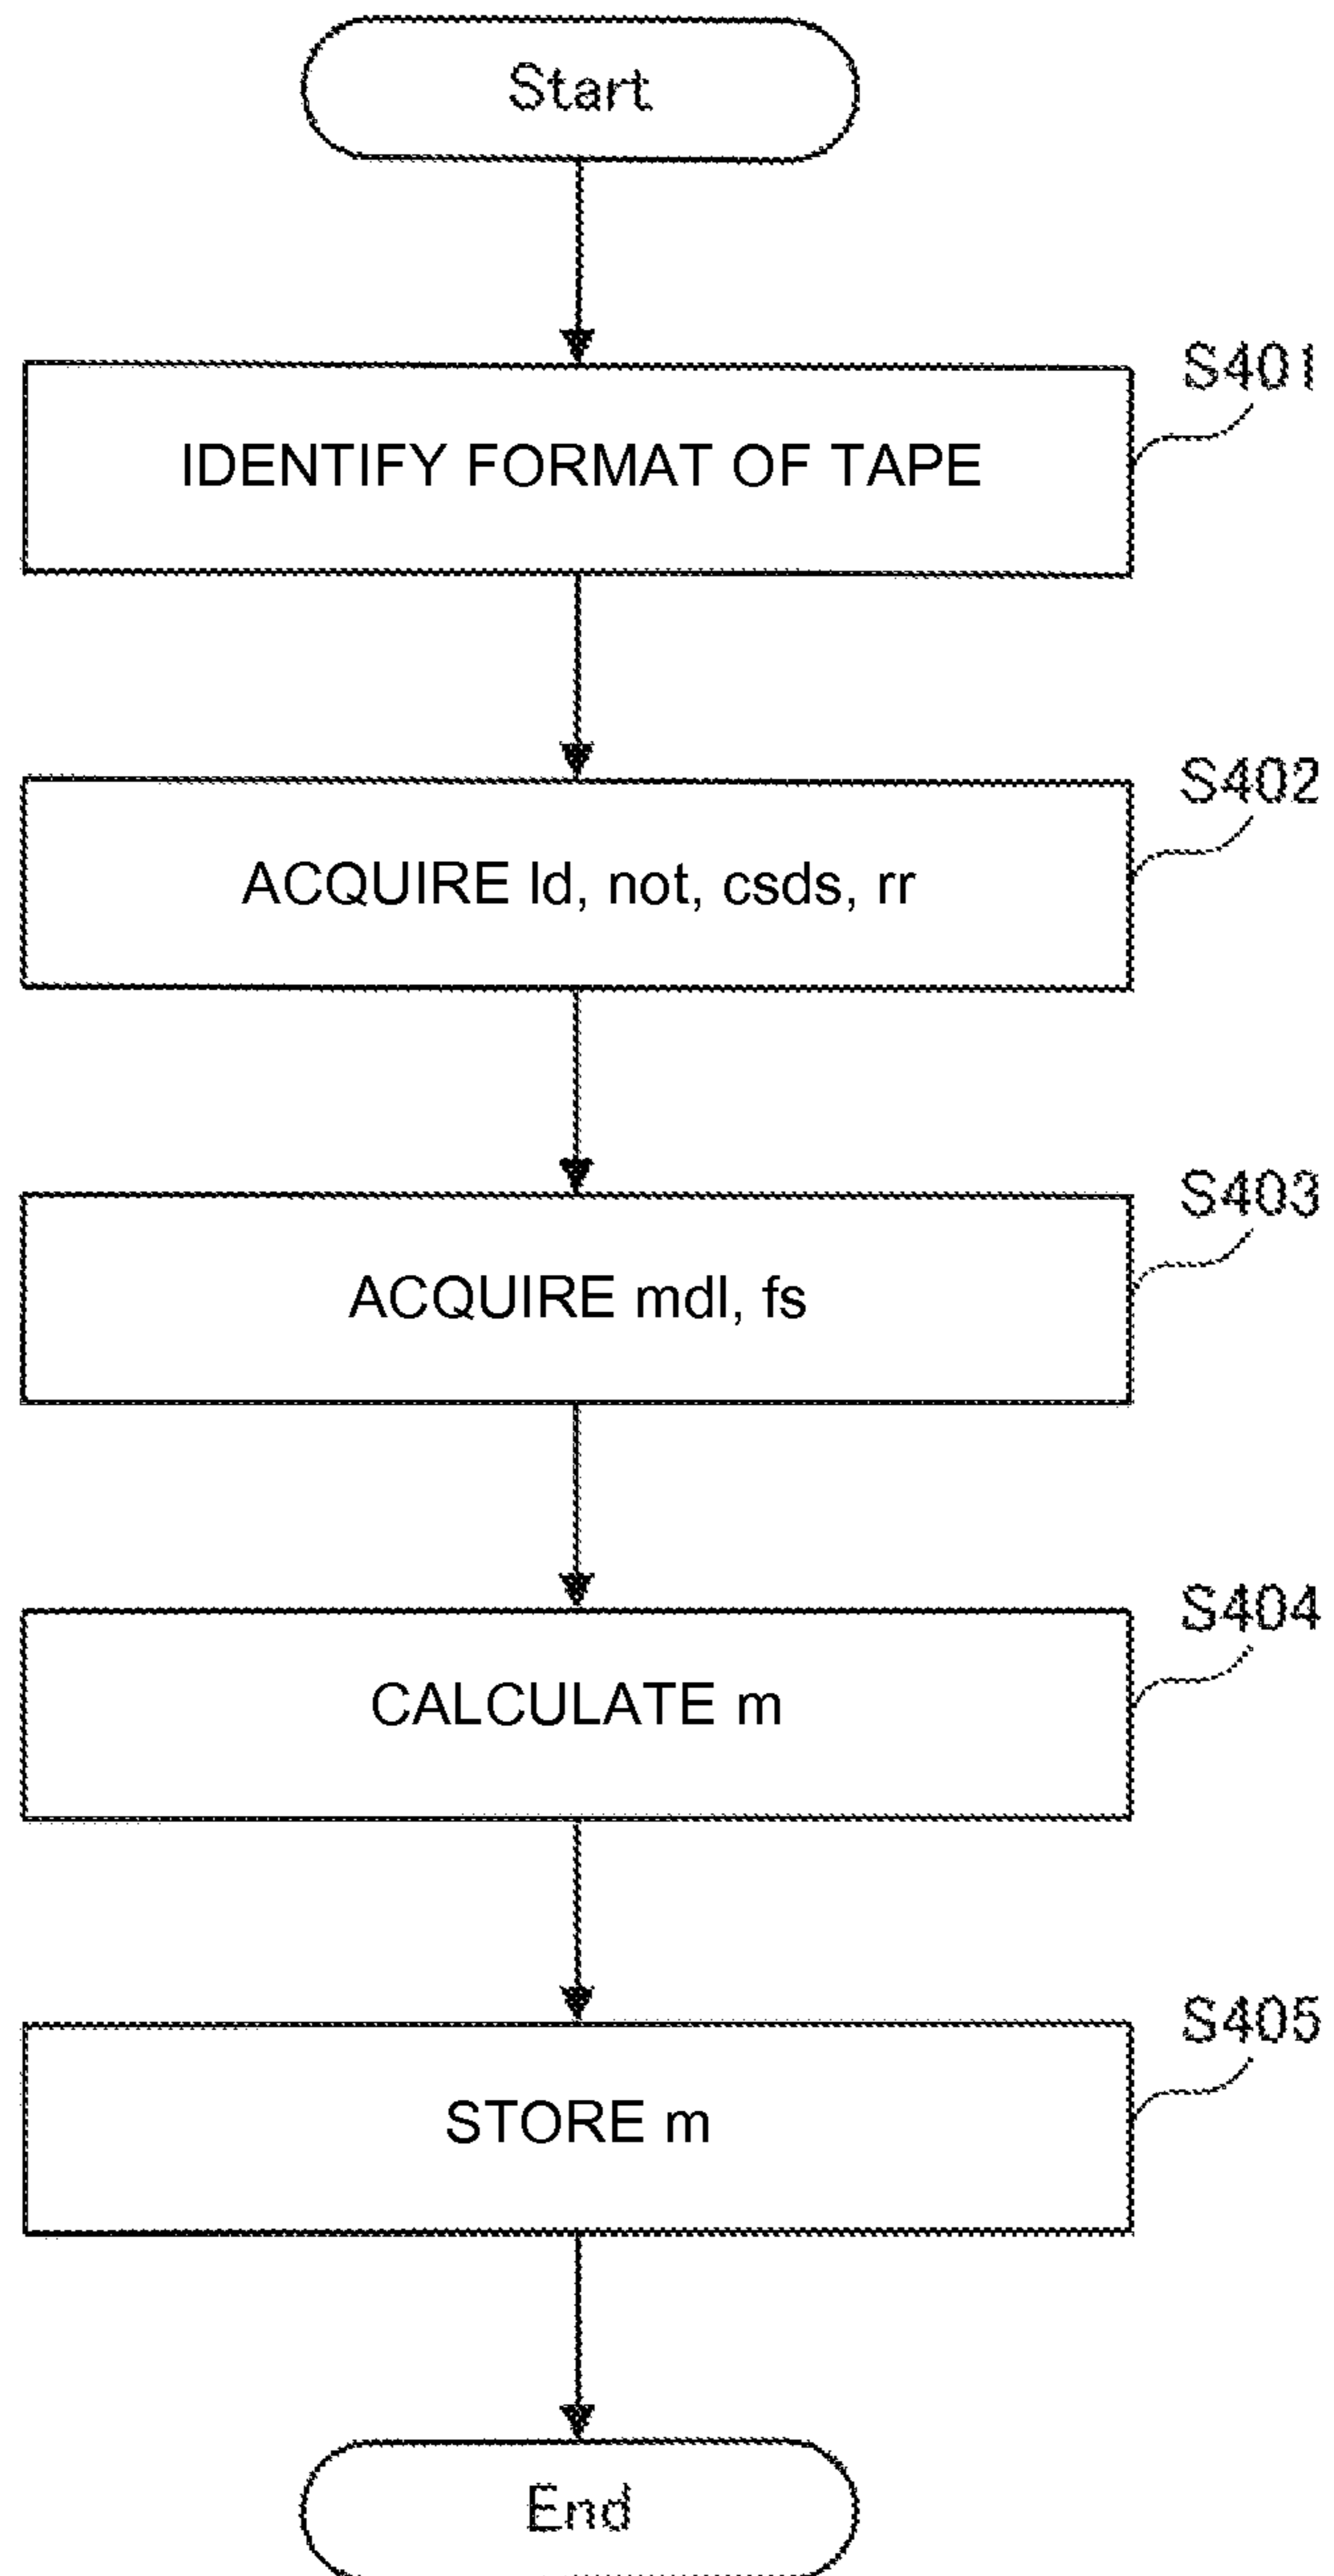 Start
S401
IDENTIFY FORMAT OF TAPE
S402
ACQUIRE ld, not, csds, rr
S403
ACQUIRE mdl, fs
S404
CALCULATE m
S405
STORE m
End